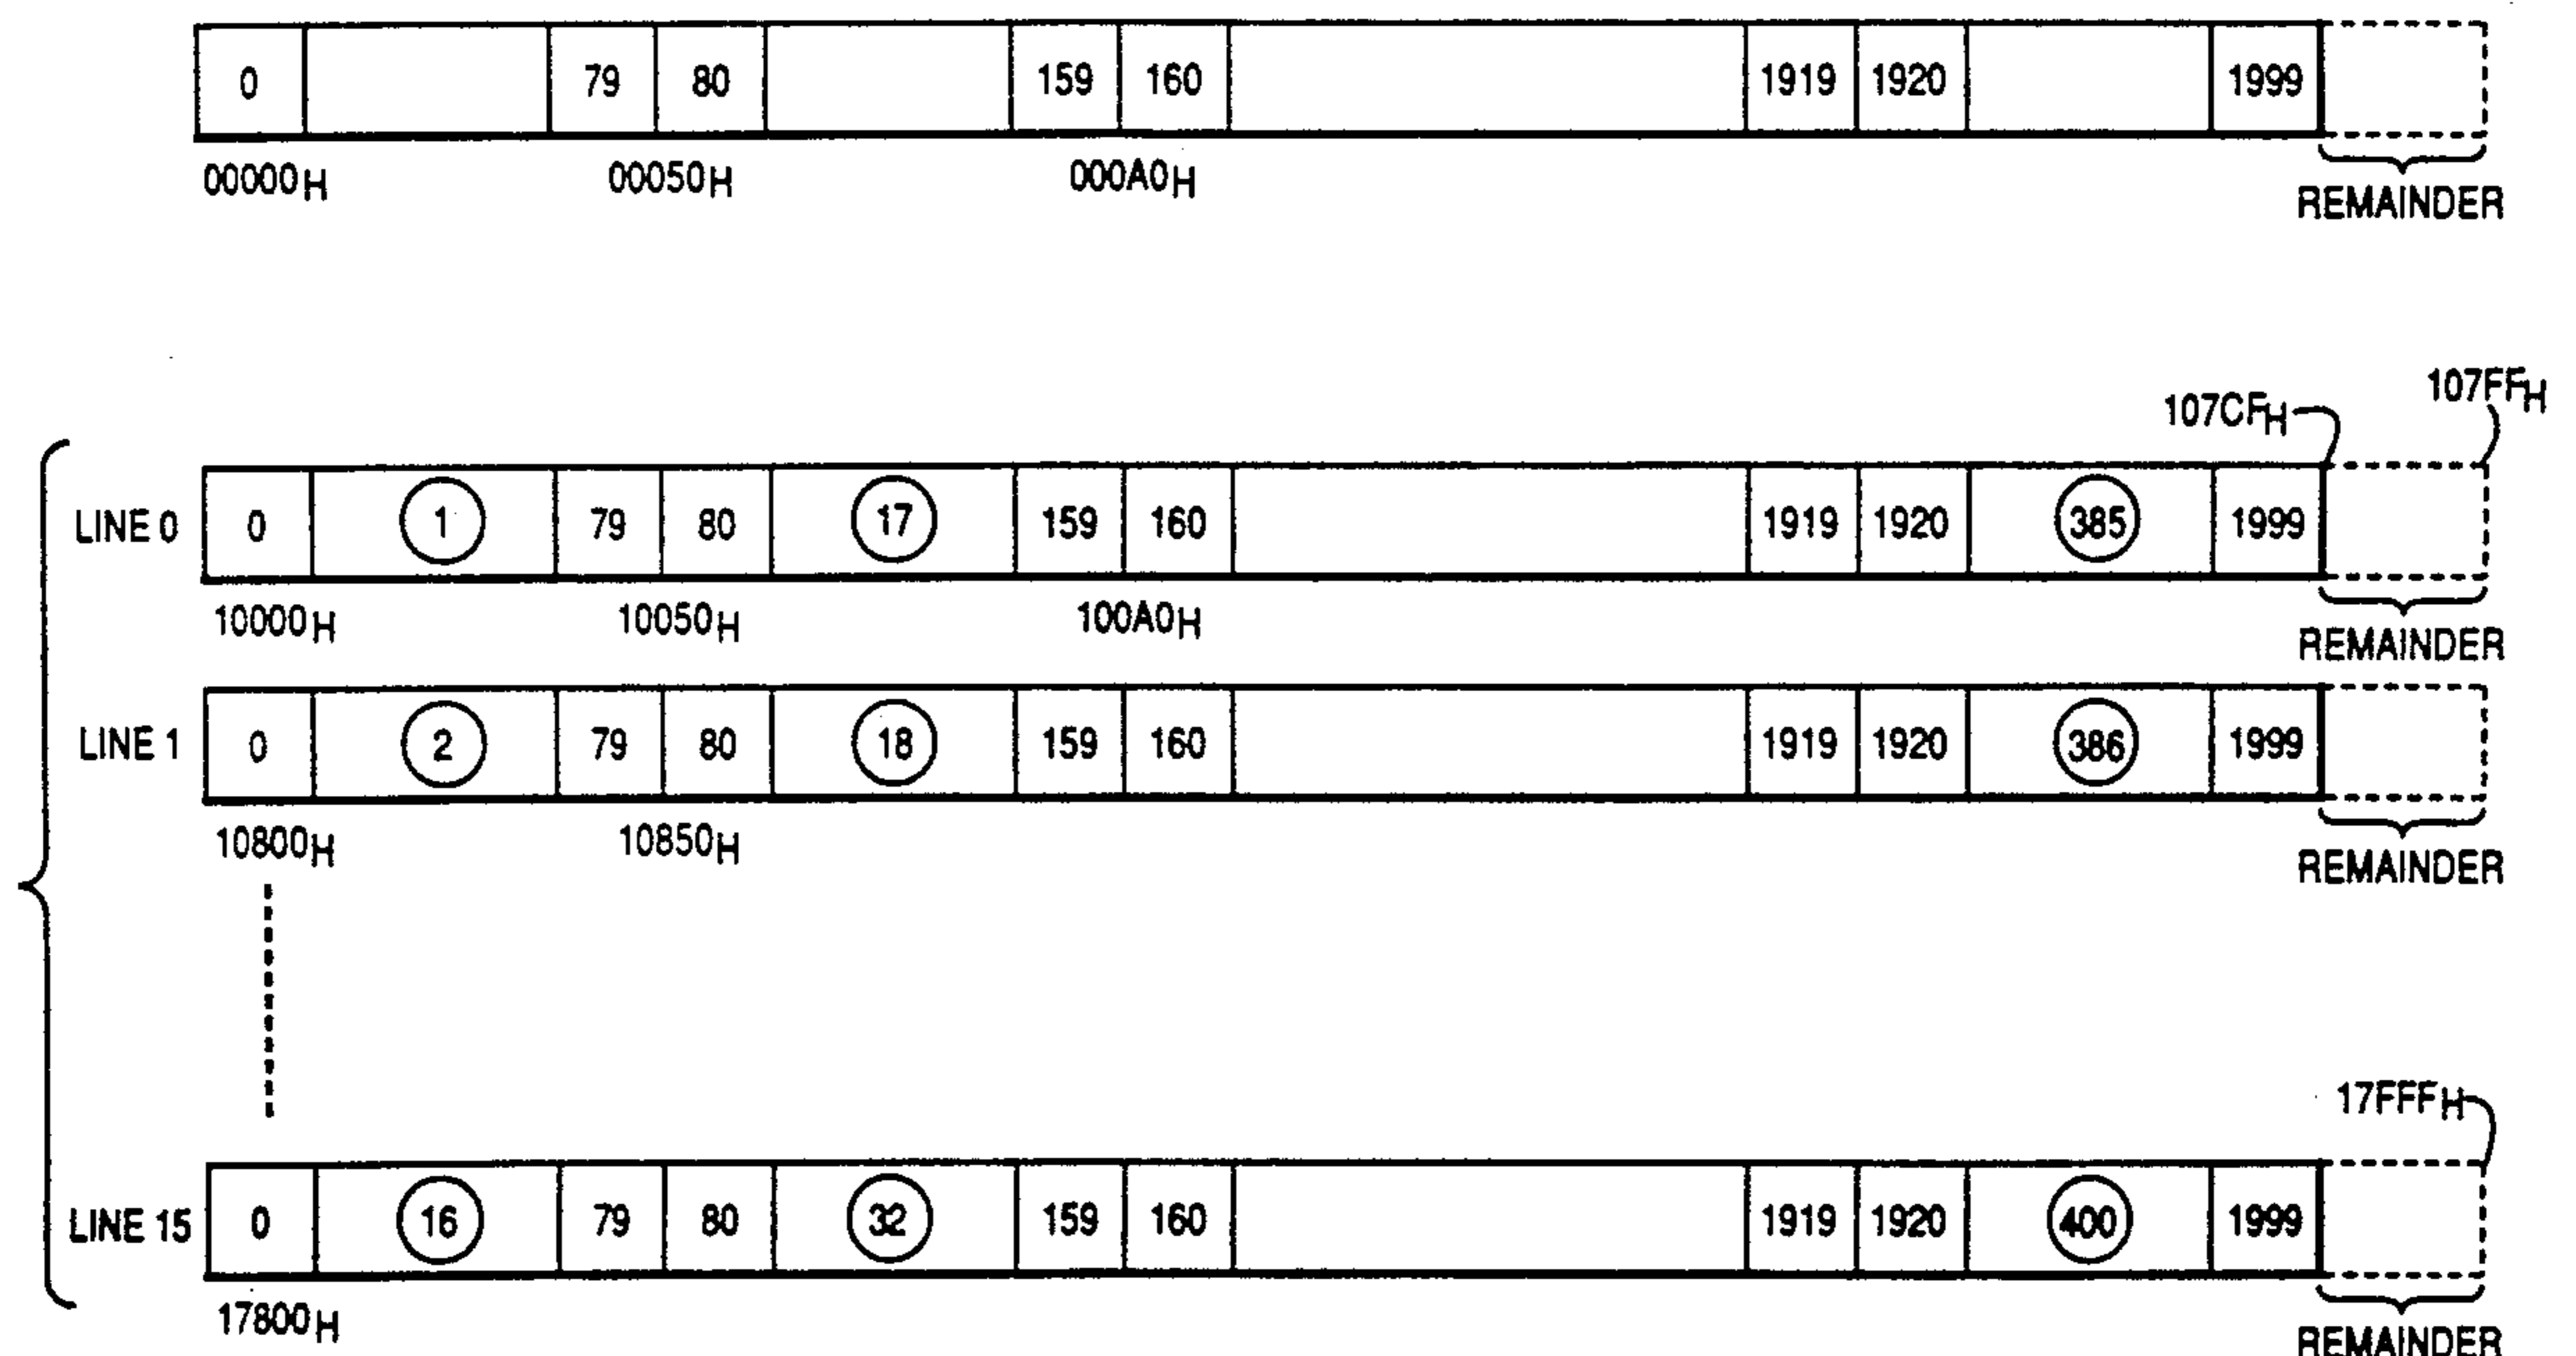 0 79 80 159 160 1919 1920 1999
00000H 00050H 000A0H
REMAINDER
107CFH 107FFH
LINE 0 0 1 79 80 17 159 160 1919 1920 385 1999
10000H 10050H 100A0H
REMAINDER
LINE 1 0 2 79 80 18 159 160 1919 1920 386 1999
10800H 10850H
REMAINDER
17FFFH
LINE 15 0 16 79 80 32 159 160 1919 1920 400 1999
17800H
REMAINDER